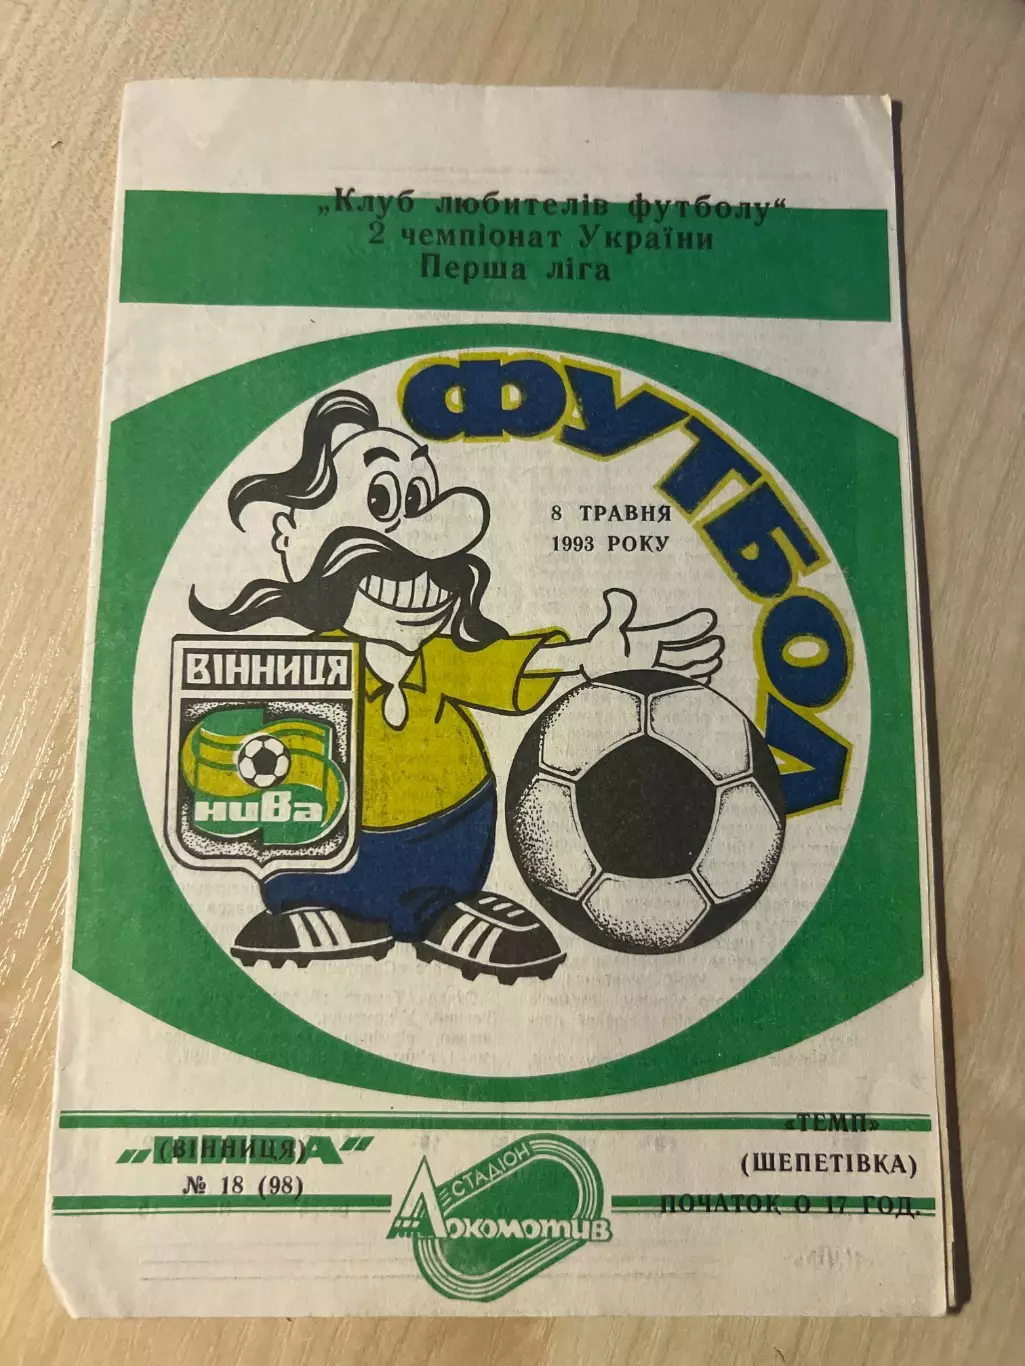 „Клуб любителів футболу“
2 чемпіонат України
Перша ліга
ФУТБОЛ
8 ТРАВНЯ
1993 РОКУ
ВІННИЦЯ
нива
„НИВА“
(ВІННИЦЯ)
№ 18 (98)
СТАДІОН
Локомотив
«ТЕМП»
(ШЕПЕТІВКА)
ПОЧАТОК О 17 ГОД.